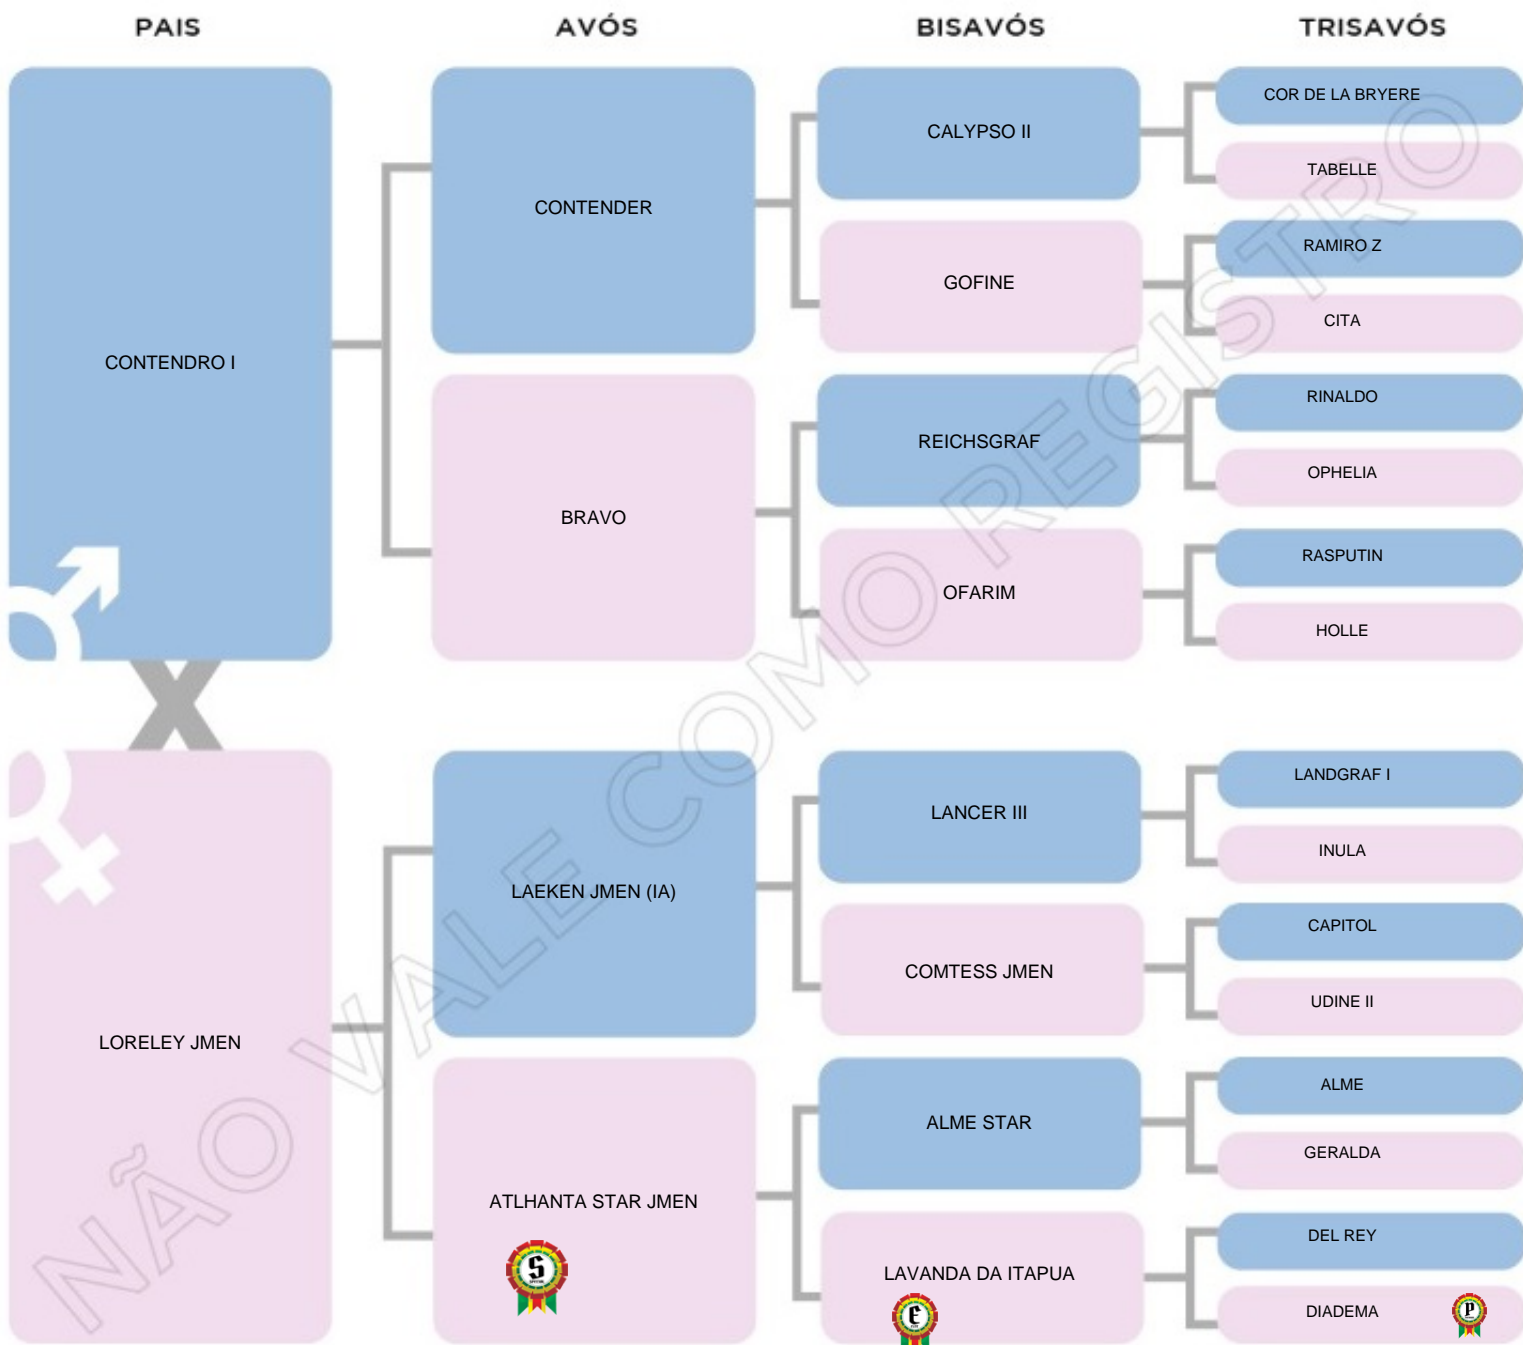 PAIS
AVÓS
BISAVÓS
TRISAVÓS
CONTENDRO I
CONTENDER
BRAVO
CALYPSO II
GOFINE
REICHSGRAF
OFARIM
COR DE LA BRYERE
TABELLE
RAMIRO Z
CITA
RINALDO
OPHELIA
RASPUTIN
HOLLE
X
LORELEY JMEN
LAEKEN JMEN (IA)
ATLHANTA STAR JMEN
S
LANCER III
COMTESS JMEN
ALME STAR
LAVANDA DA ITAPUA
E
LANDGRAF I
INULA
CAPITOL
UDINE II
ALME
GERALDA
DEL REY
DIADEMA
P
NÃO VALE COMO REGISTRO